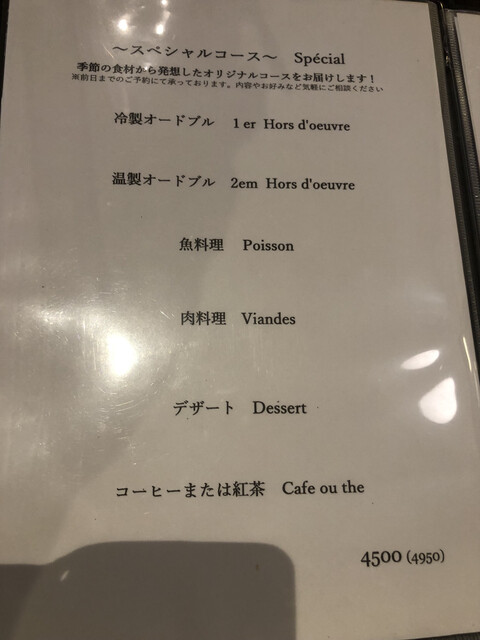 ～スペシャルコース～　Spécial
季節の食材から発想したオリジナルコースをお届けします！
※前日までのご予約にて承っております。内容やお好みなど気軽にご相談ください
冷製オードブル　1 er Hors d'oeuvre
温製オードブル　2em Hors d'oeuvre
魚料理　Poisson
肉料理　Viandes
デザート　Dessert
コーヒーまたは紅茶　Cafe ou the
4500 (4950)